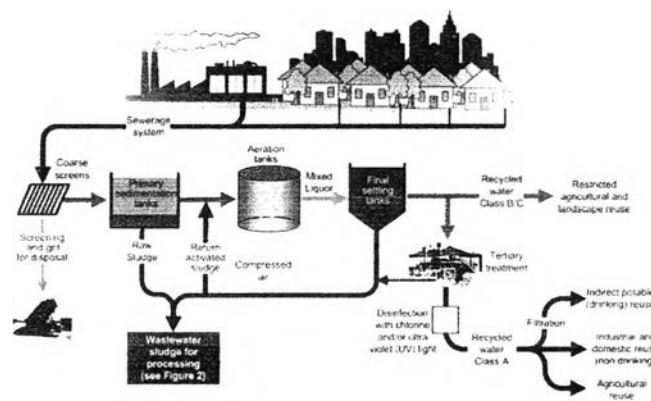 Sewerage
system
Coarse
screens
Primary
sedimentation
tanks
Aeration
tanks
Mixed
Liquor
Final
settling
tanks
Recycled
water
Class B/C
Restricted
agricultural and
landscape reuse
Screening
and grit
for disposal
Raw
Sludge
Return
activated
sludge
Compressed
air
Tertiary
treatment
Wastewater
sludge for
processing
(see Figure 2)
Disinfection
with chlorine
and/or ultra
violet (UV) light
Recycled
water
Class A
Filtration
Indirect potable
(drinking) reuse
Industrial and
domestic reuse
(non drinking)
Agricultural
reuse